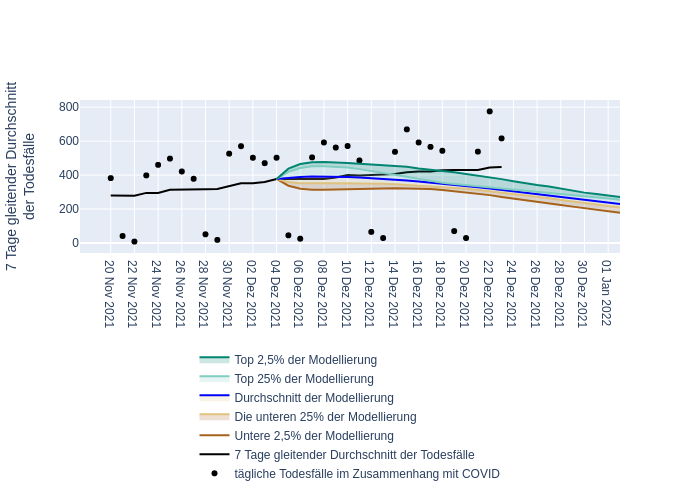 7 Tage gleitender Durchschnitt
der Todesfälle
800
600
400
200
0
20 Nov 2021
22 Nov 2021
24 Nov 2021
26 Nov 2021
28 Nov 2021
30 Nov 2021
02 Dez 2021
04 Dez 2021
06 Dez 2021
08 Dez 2021
10 Dez 2021
12 Dez 2021
14 Dez 2021
16 Dez 2021
18 Dez 2021
20 Dez 2021
22 Dez 2021
24 Dez 2021
26 Dez 2021
28 Dez 2021
30 Dez 2021
01 Jan 2022
Top 2,5% der Modellierung
Top 25% der Modellierung
Durchschnitt der Modellierung
Die unteren 25% der Modellierung
Untere 2,5% der Modellierung
7 Tage gleitender Durchschnitt der Todesfälle
tägliche Todesfälle im Zusammenhang mit COVID